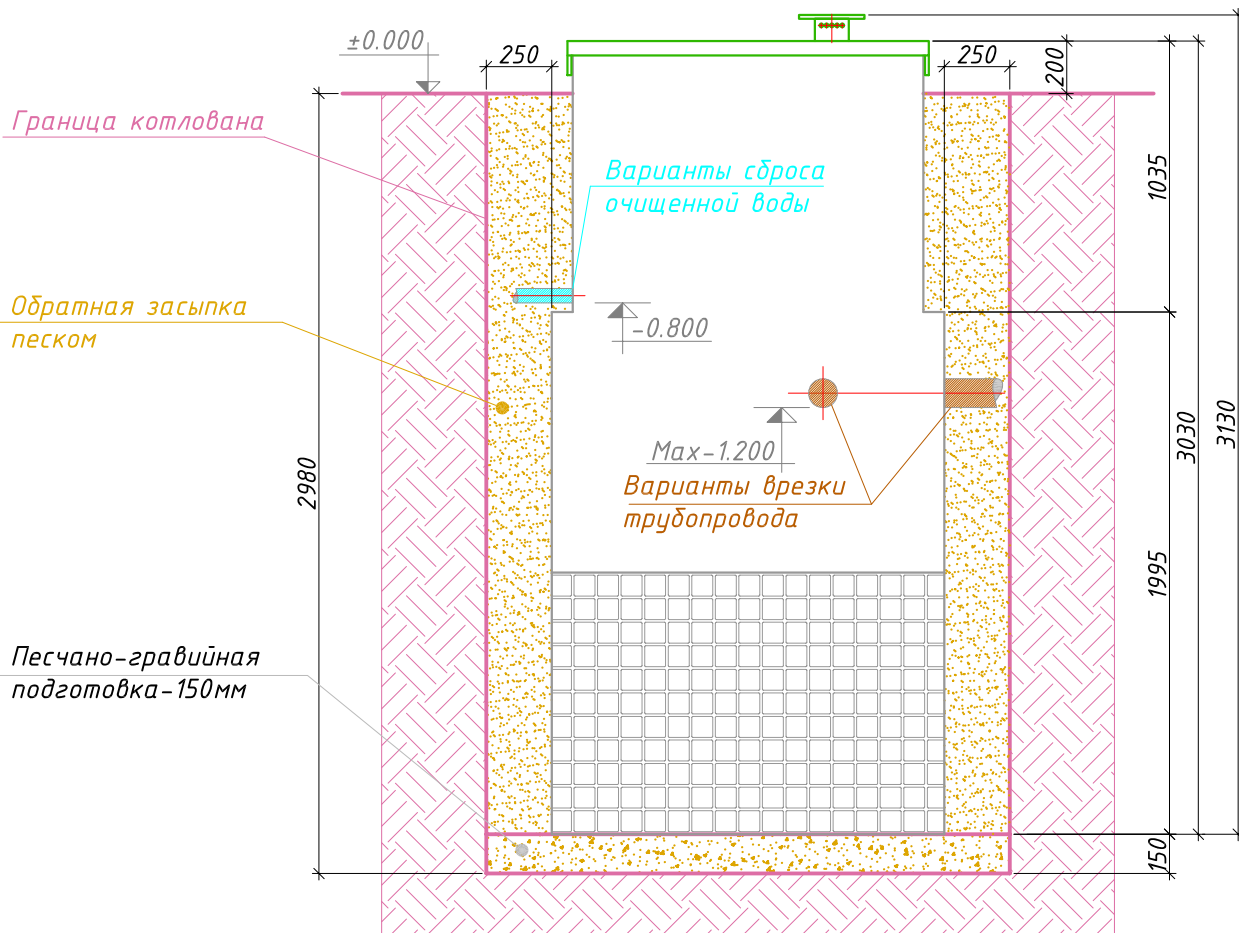 ±0.000
250
250
200
Граница котлована
Варианты сброса
очищенной воды
1035
Обратная засыпка
песком
-0.800
Max-1.200
3030
3130
2980
Варианты врезки
трубопровода
1995
Песчано-гравийная
подготовка-150мм
150